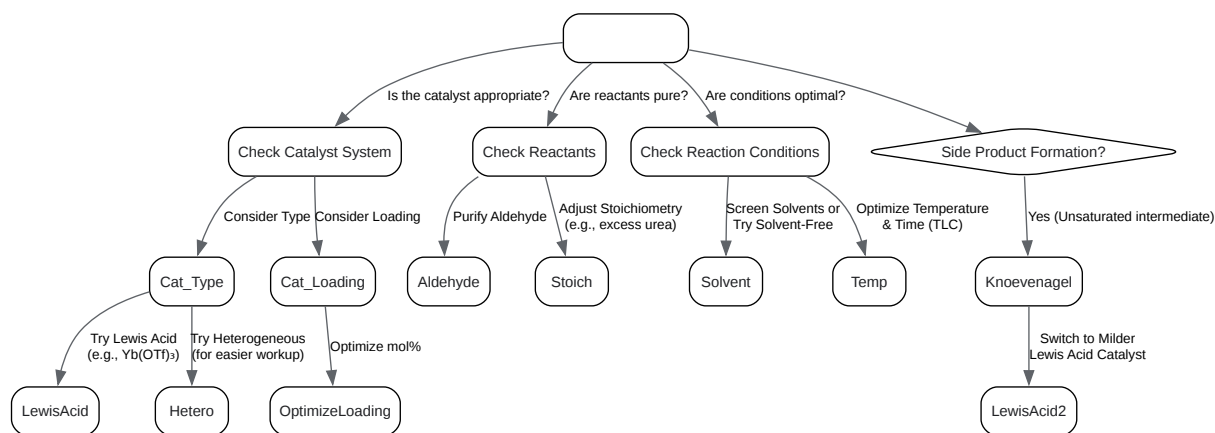 Is the catalyst appropriate?
Are reactants pure?
Are conditions optimal?
Check Catalyst System
Check Reactants
Check Reaction Conditions
Side Product Formation?
Consider Type
Consider Loading
Purify Aldehyde
Adjust Stoichiometry
(e.g., excess urea)
Screen Solvents or
Try Solvent-Free
Optimize Temperature
& Time (TLC)
Yes (Unsaturated intermediate)
Cat_Type
Cat_Loading
Aldehyde
Stoich
Solvent
Temp
Knoevenagel
Try Lewis Acid
(e.g., Yb(OTf)₃)
Try Heterogeneous
(for easier workup)
Optimize mol%
Switch to Milder
Lewis Acid Catalyst
LewisAcid
Hetero
OptimizeLoading
LewisAcid2